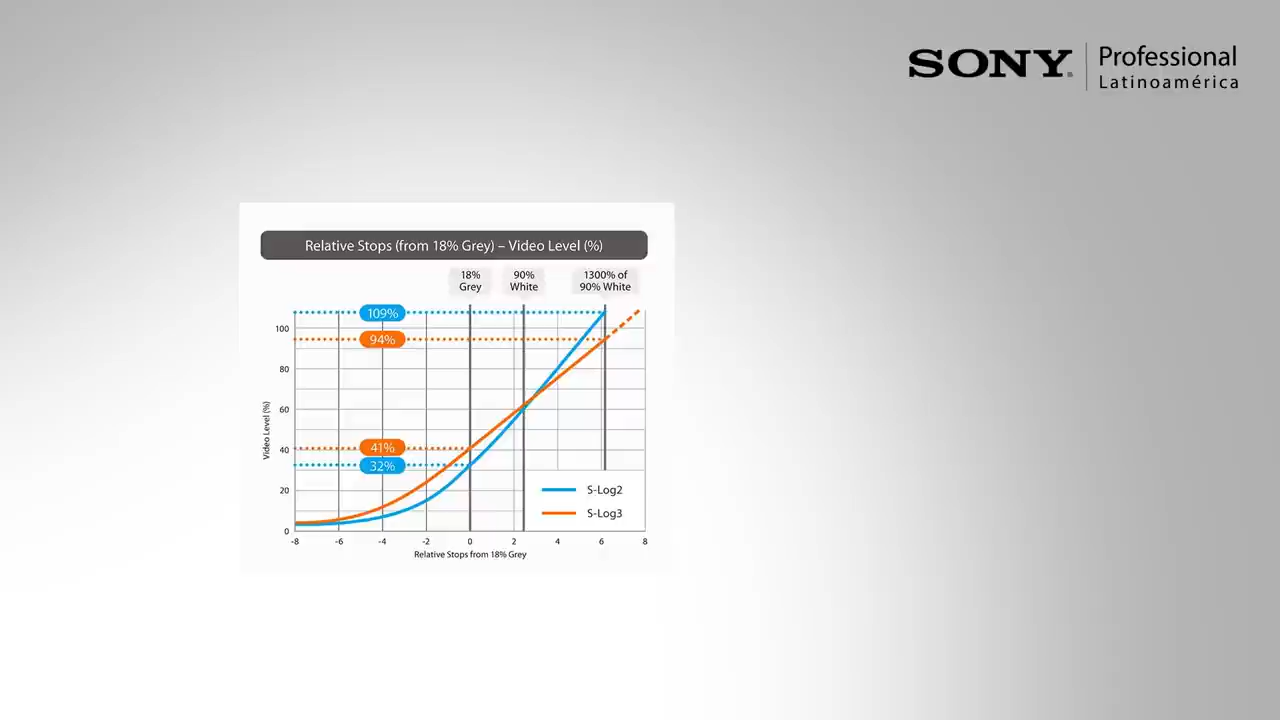 SONY
Professional
Latinoamérica
Relative Stops (from 18% Grey) – Video Level (%)
18%
Grey
90%
White
1300% of
90% White
109%
94%
41%
32%
100
80
60
40
20
0
Video Level (%)
-8
-6
-4
-2
0
2
4
6
8
Relative Stops from 18% Grey
S-Log2
S-Log3